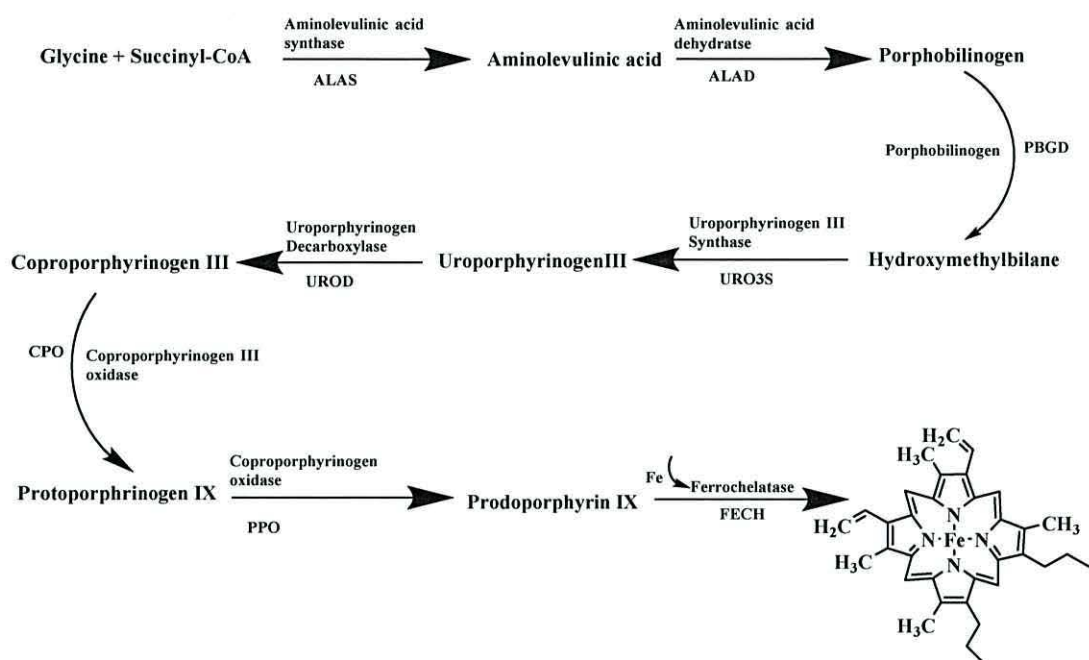 Glycine + Succinyl-CoA
Aminolevulinic acid
synthase
ALAS
Aminolevulinic acid
Aminolevulinic acid
dehydratse
ALAD
Porphobilinogen
Porphobilinogen
PBGD
Hydroxymethylbilane
Uroporphyrinogen III
Synthase
URO3S
UroporphyrinogenIII
Uroporphyrinogen
Decarboxylase
UROD
Coproporphyrinogen III
CPO
Coproporphyrinogen III
oxidase
Protoporphrinogen IX
Coproporphyrinogen
oxidase
PPO
Prodoporphyrin IX
Fe
Ferrochelatase
FECH
H2C
H3C
H2C
H3C
N
N
Fe
N
N
CH3
H3C